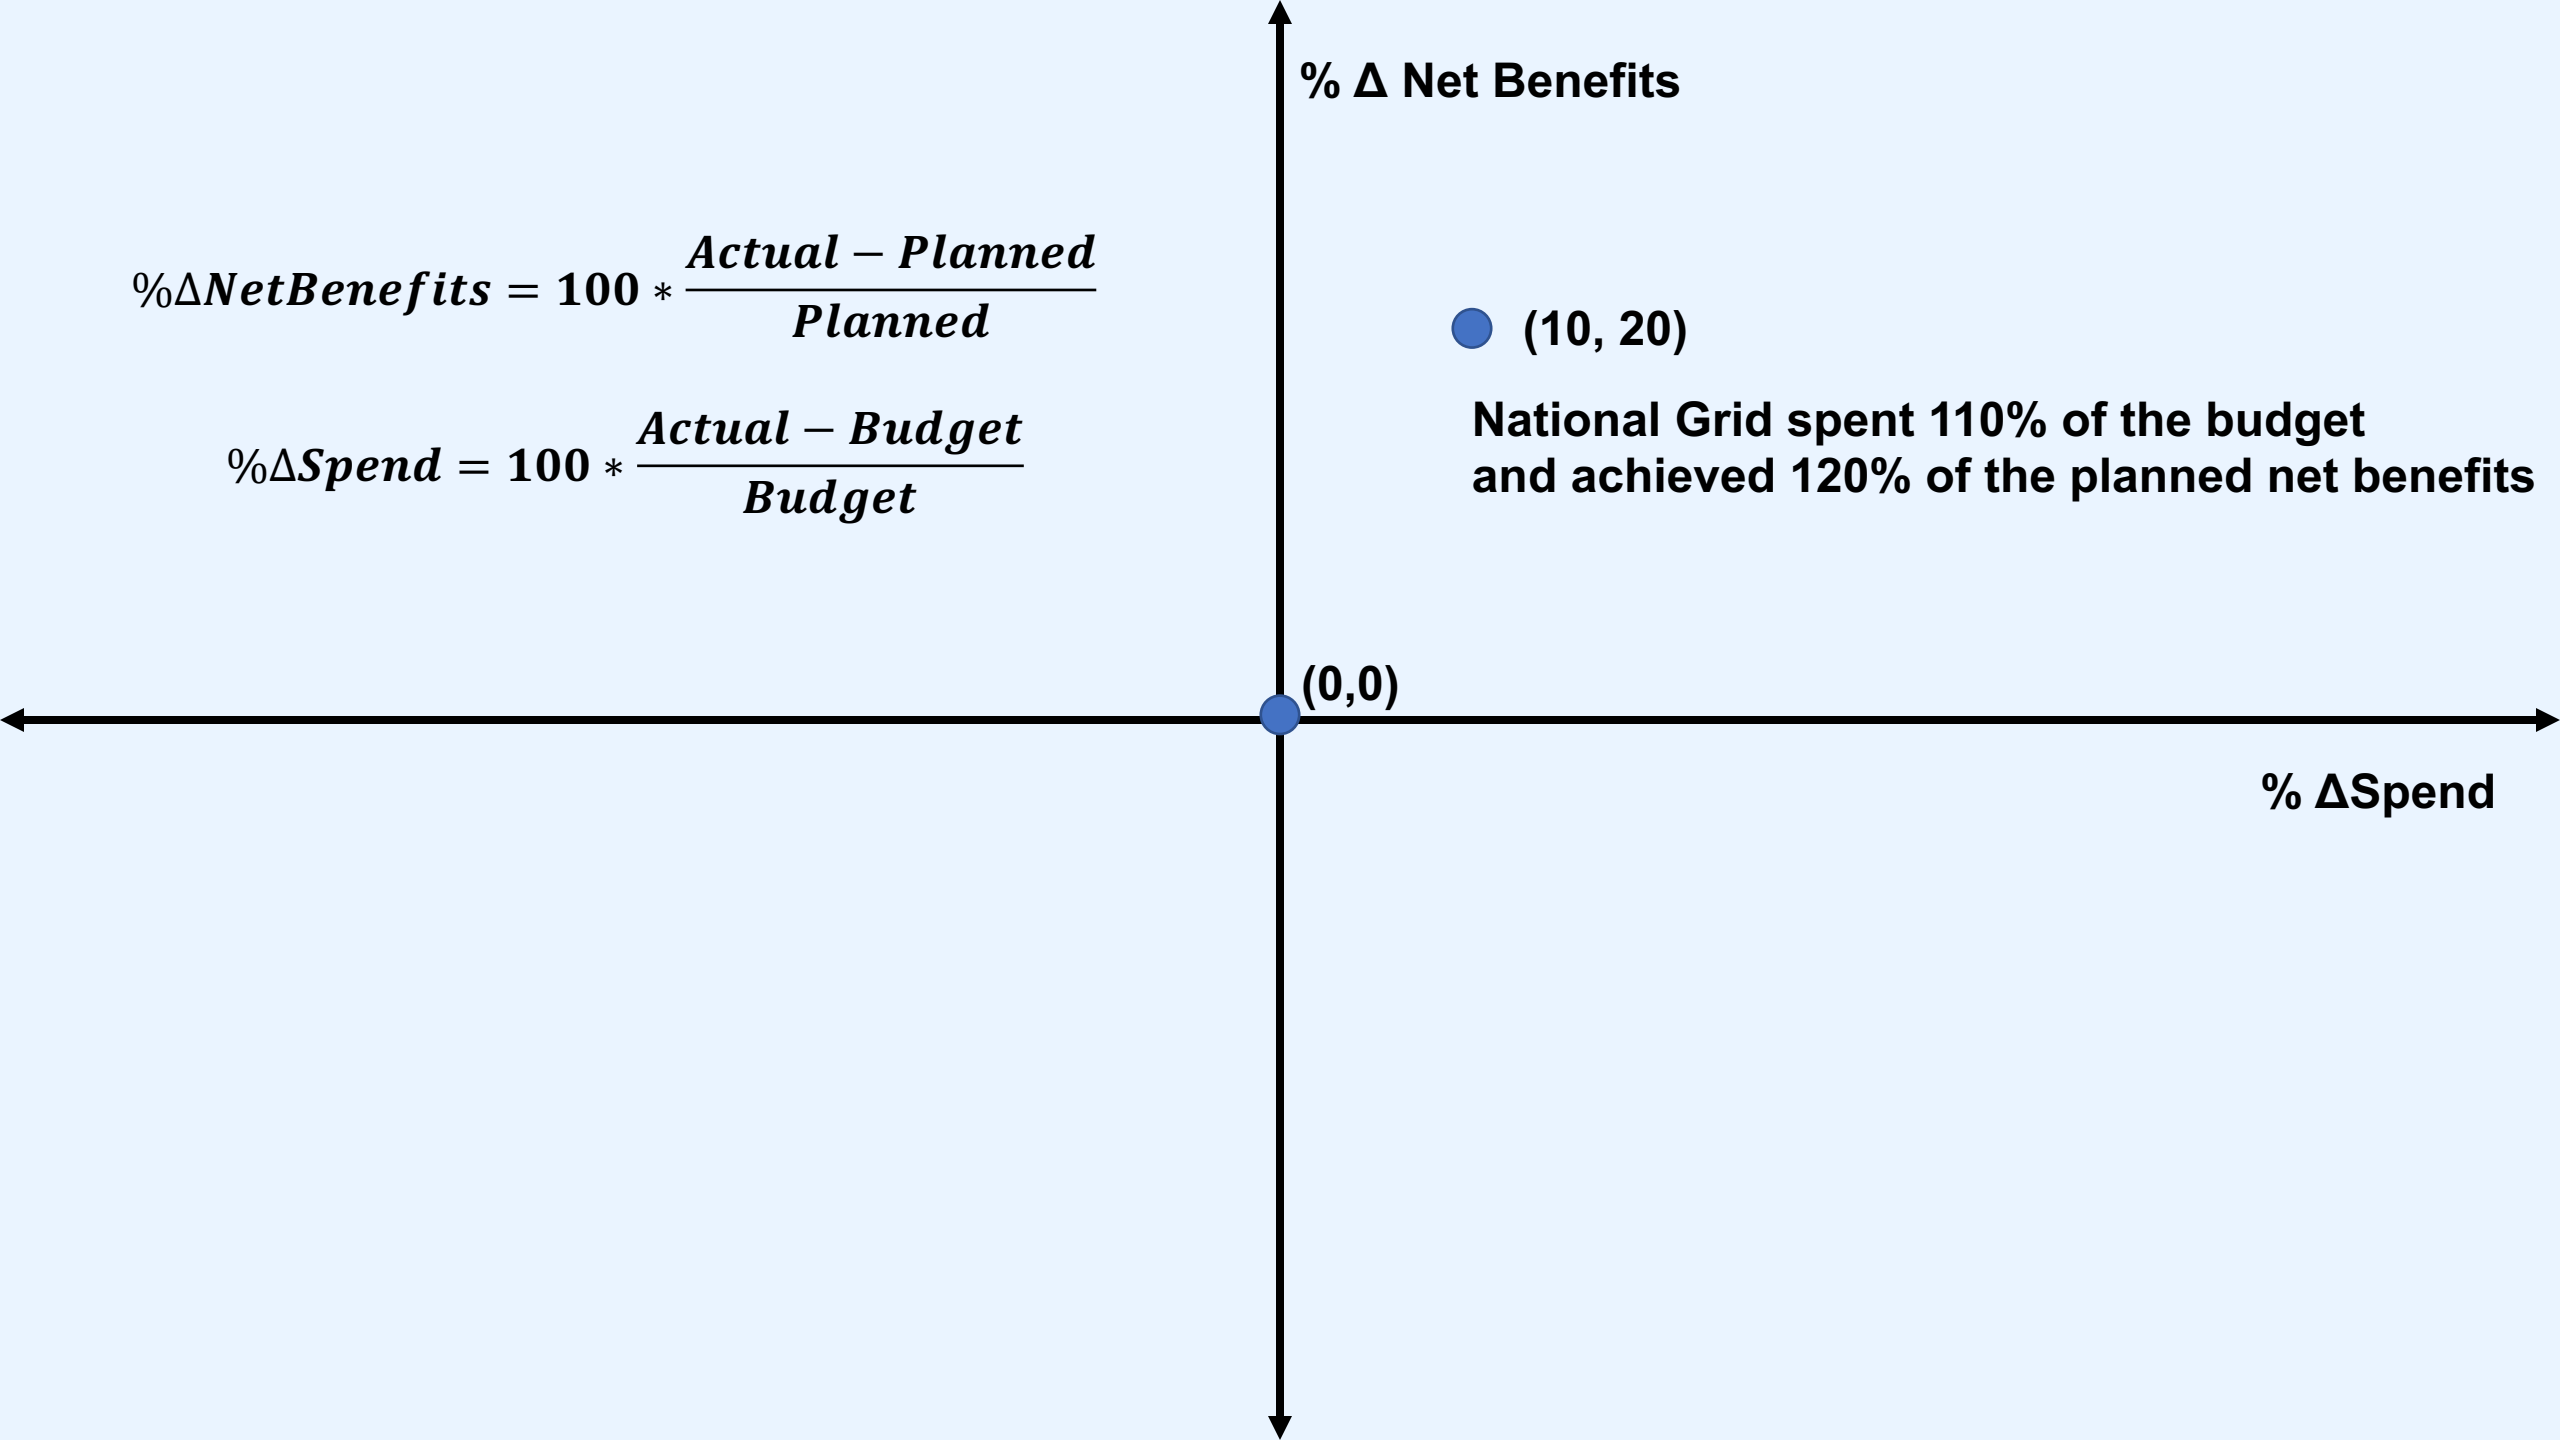 % Δ Net Benefits
%ΔNetBenefits = 100 * Actual − Planned
Planned
%ΔSpend = 100 * Actual − Budget
Budget
(10, 20)
National Grid spent 110% of the budget
and achieved 120% of the planned net benefits
(0,0)
% ΔSpend